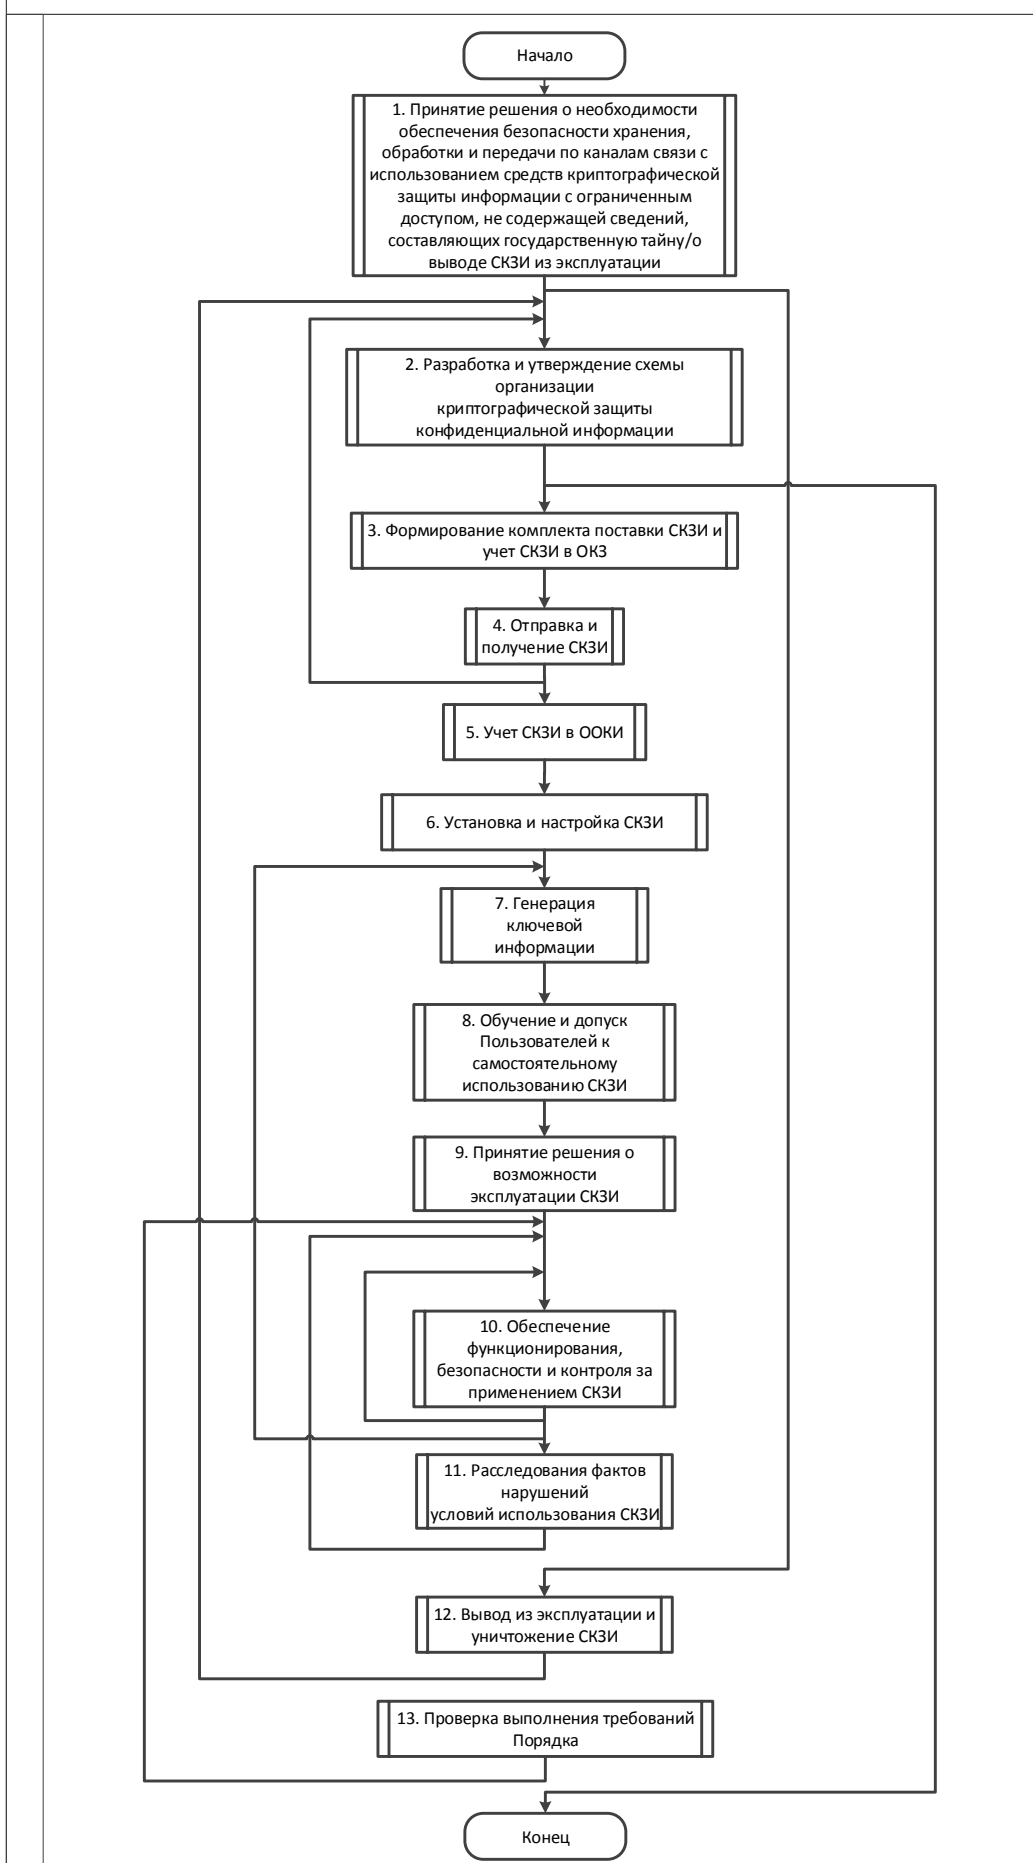 Начало
1. Принятие решения о необходимости
обеспечения безопасности хранения,
обработки и передачи по каналам связи с
использованием средств криптографической
защиты информации с ограниченным
доступом, не содержащей сведений,
составляющих государственную тайну/о
выводе СКЗИ из эксплуатации
2. Разработка и утверждение схемы
организации
криптографической защиты
конфиденциальной информации
3. Формирование комплекта поставки СКЗИ и
учет СКЗИ в ОКЗ
4. Отправка и
получение СКЗИ
5. Учет СКЗИ в ООКИ
6. Установка и настройка СКЗИ
7. Генерация
ключевой
информации
8. Обучение и допуск
Пользователей к
самостоятельному
использованию СКЗИ
9. Принятие решения о
возможности
эксплуатации СКЗИ
10. Обеспечение
функционирования,
безопасности и контроля за
применением СКЗИ
11. Расследования фактов
нарушений
условий использования СКЗИ
12. Вывод из эксплуатации и
уничтожение СКЗИ
13. Проверка выполнения требований
Порядка
Конец